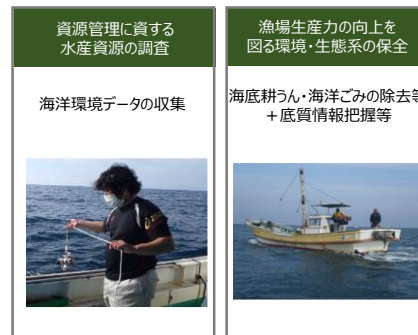 資源管理に資する
水産資源の調査
海洋環境データの収集
漁場生産力の向上を
図る環境・生態系の保全
海底耕うん・海洋ごみの除去等
＋底質情報把握等